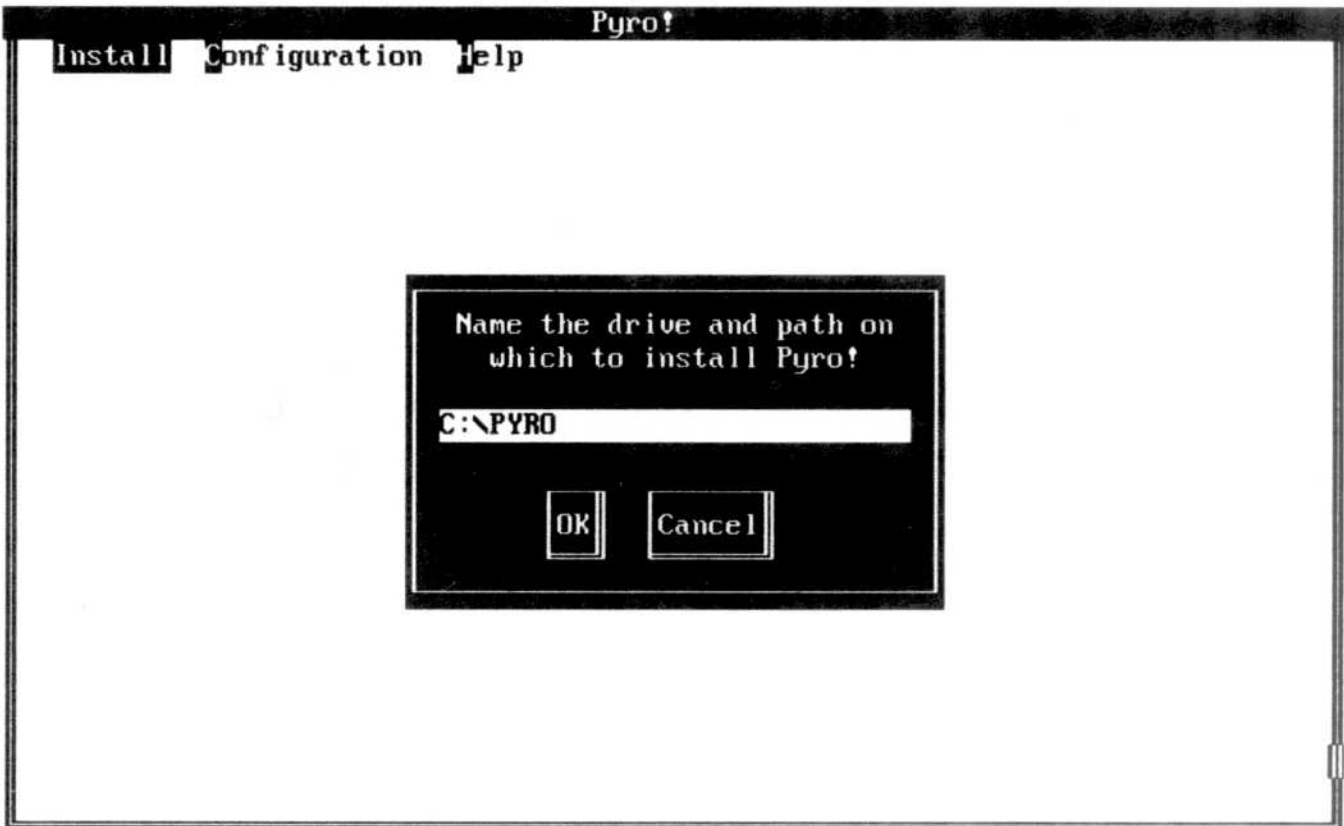 Pyro!
Install Configuration Help
Name the drive and path on
which to install Pyro!
C:\PYRO
OK Cancel